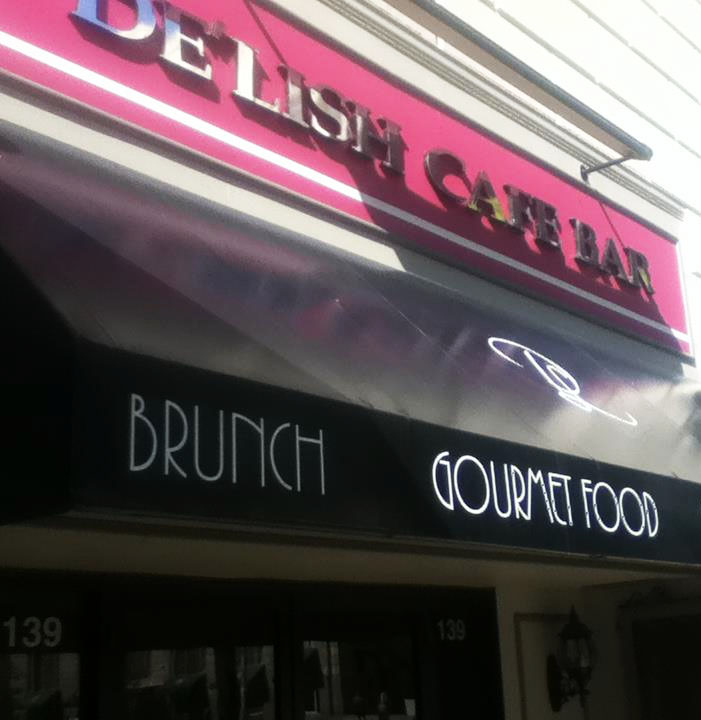 DE'LISH CAFE BAR
BRUNCH
GOURMET FOOD
139
139